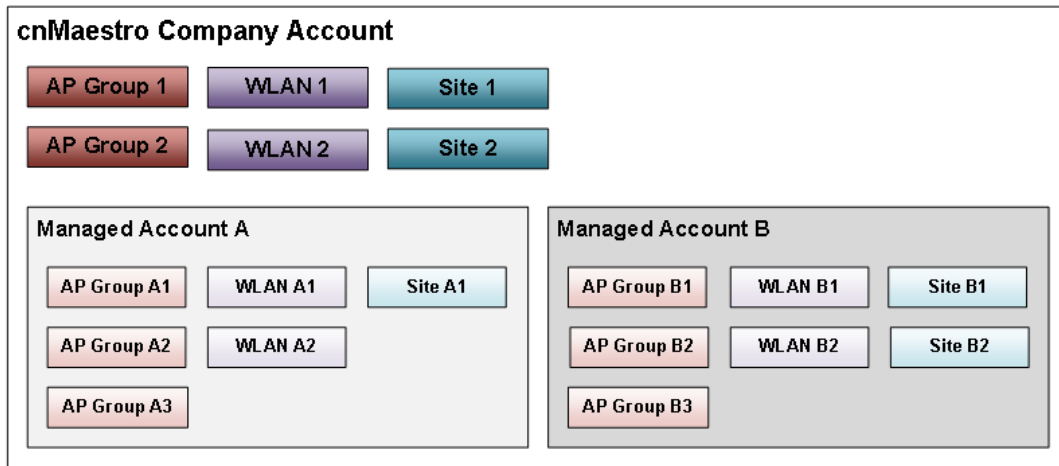 cnMaestro Company Account
AP Group 1 WLAN 1 Site 1
AP Group 2 WLAN 2 Site 2
Managed Account A
AP Group A1 WLAN A1 Site A1
AP Group A2 WLAN A2
AP Group A3
Managed Account B
AP Group B1 WLAN B1 Site B1
AP Group B2 WLAN B2 Site B2
AP Group B3